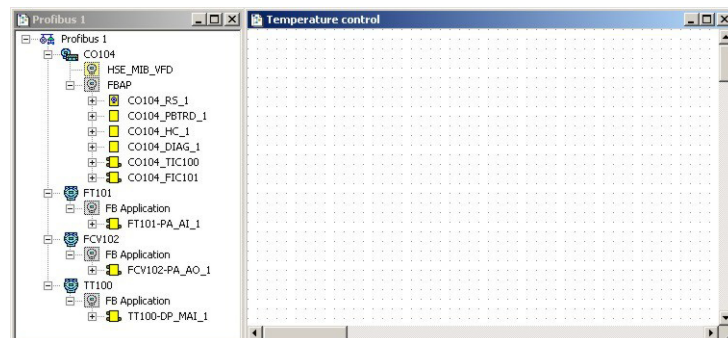 Profibus 1
Temperature control
Profibus 1
CO104
HSE_MIB_VFD
FBAP
CO104_RS_1
CO104_PBTRD_1
CO104_HC_1
CO104_DIAG_1
CO104_TIC100
CO104_FIC101
FT101
FB Application
FT101-PA_AI_1
FCV102
FB Application
FCV102-PA_AO_1
TT100
FB Application
TT100-DP_MAI_1